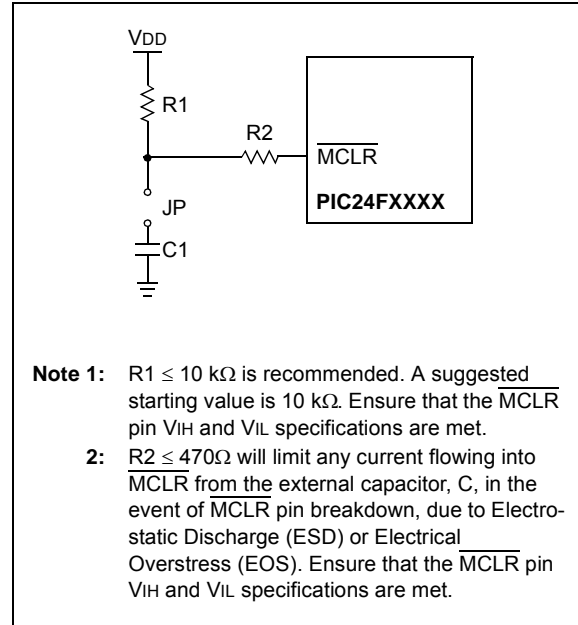 VDD
R1
R2
MCLR
JP
PIC24FXXXX
C1
Note 1: R1 ≤ 10 kΩ is recommended. A suggested
starting value is 10 kΩ. Ensure that the MCLR
pin VIH and VIL specifications are met.
2: R2 ≤ 470Ω will limit any current flowing into
MCLR from the external capacitor, C, in the
event of MCLR pin breakdown, due to Electro-
static Discharge (ESD) or Electrical
Overstress (EOS). Ensure that the MCLR pin
VIH and VIL specifications are met.